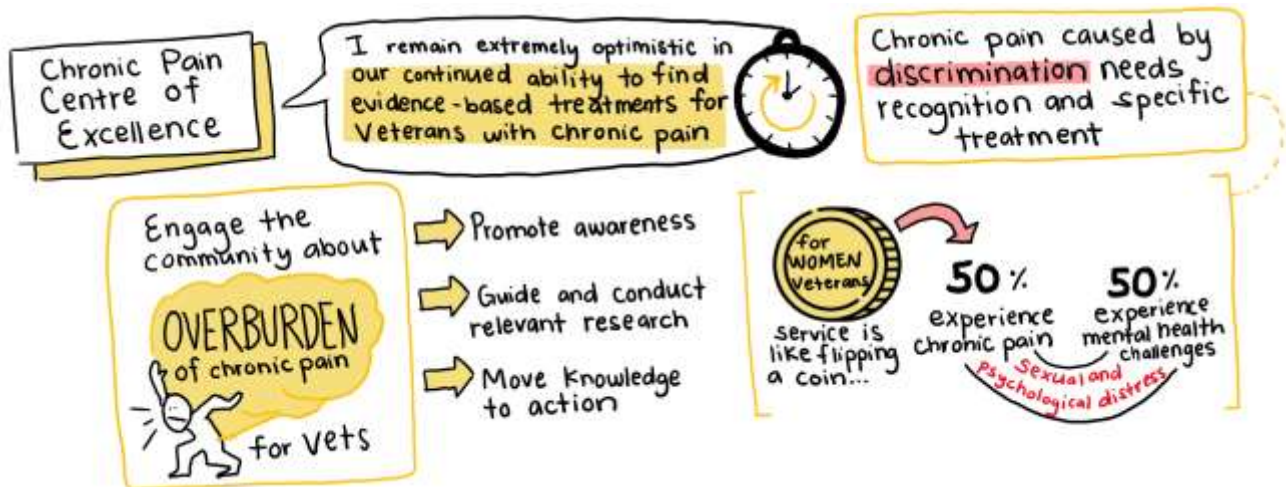 Chronic Pain
Centre of
Excellence
I remain extremely optimistic in
our continued ability to find
evidence-based treatments for
Veterans with chronic pain
Chronic pain caused by
discrimination needs
recognition and specific
treatment
Engage the
community about
OVERBURDEN
of chronic pain
for Vets
Promote awareness
Guide and conduct
relevant research
Move Knowledge
to action
for
WOMEN
Veterans
service is
like flipping
a coin...
50%
experience
chronic pain
50%
experience
mental health
challenges
Sexual and
psychological distress